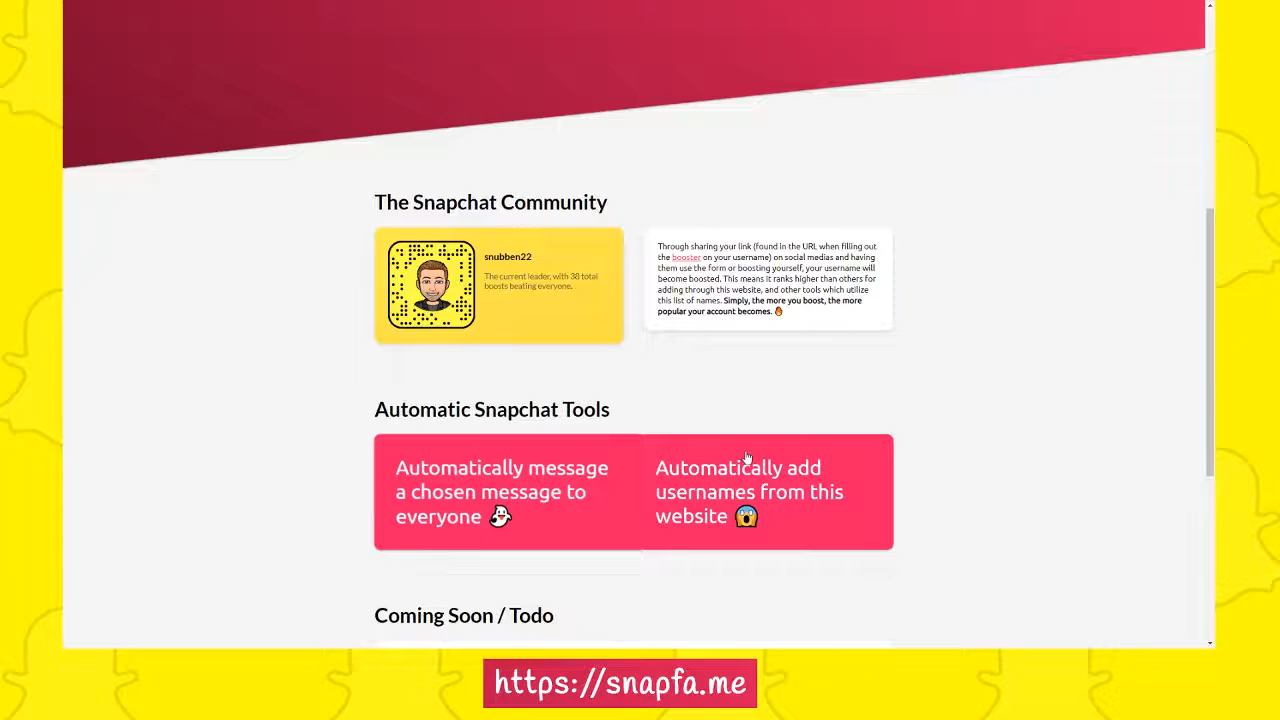 The Snapchat Community
snubben22
The current leader, with 38 total
boosts beating everyone.
Through sharing your link (found in the URL when filling out
the booster on your username) on social medias and having
them use the form or boosting yourself, your username will
become boosted. This means it ranks higher than others for
adding through this website, and other tools which utilize
this list of names. Simply, the more you boost, the more
popular your account becomes. 🔥
Automatic Snapchat Tools
Automatically message
a chosen message to
everyone 👻
Automatically add
usernames from this
website 😱
Coming Soon / Todo
https://snapfa.me